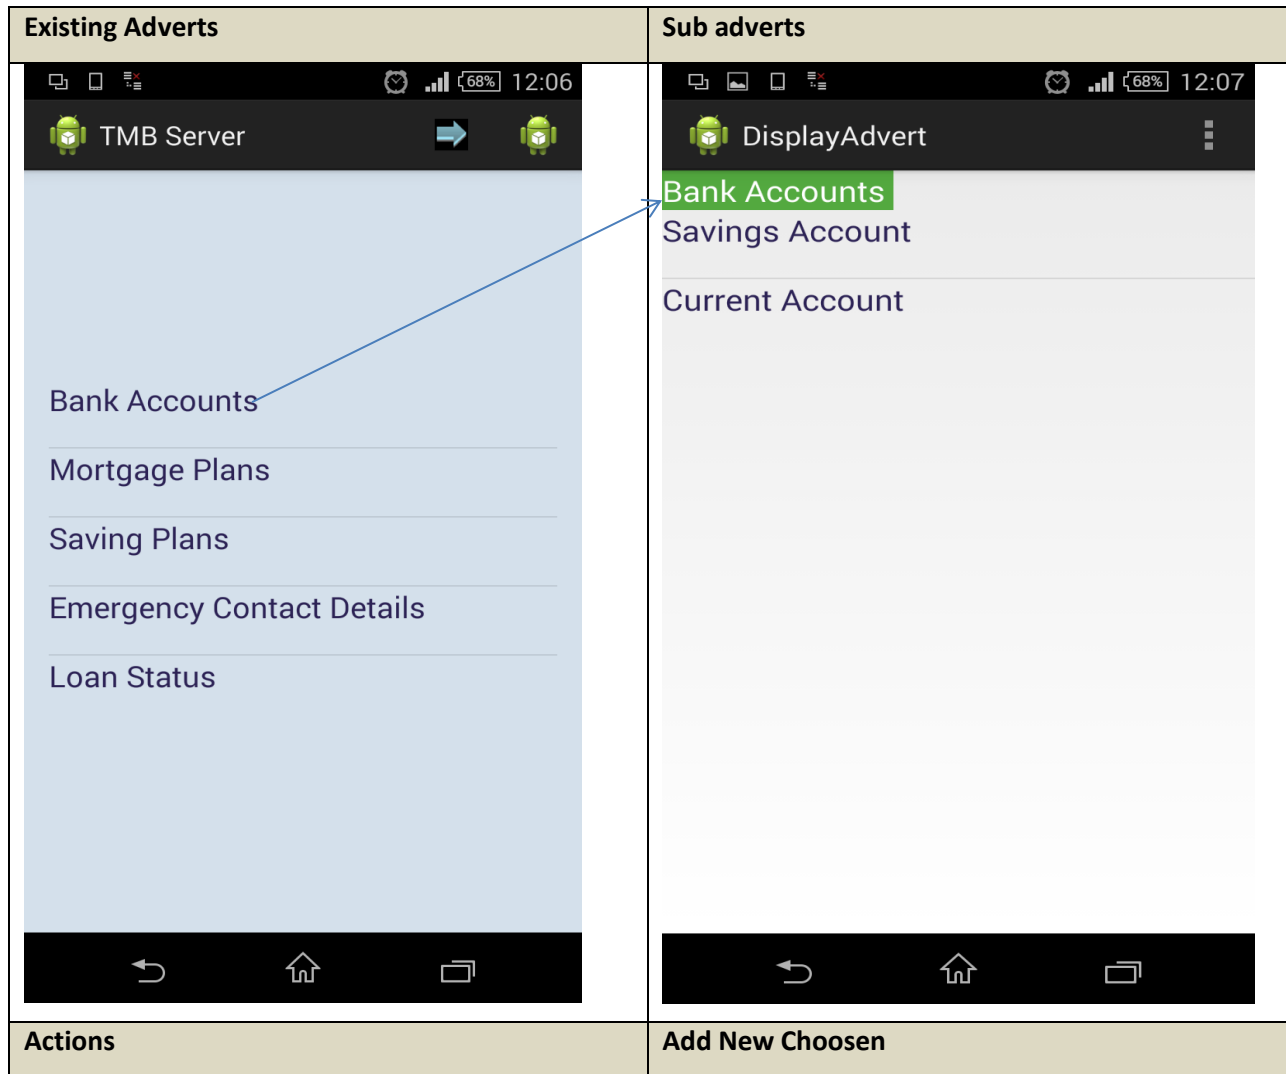 Existing Adverts
Sub adverts
68% 12:06
TMB Server
Bank Accounts
Mortgage Plans
Saving Plans
Emergency Contact Details
Loan Status
68% 12:07
DisplayAdvert
Bank Accounts
Savings Account
Current Account
Actions
Add New Choosen